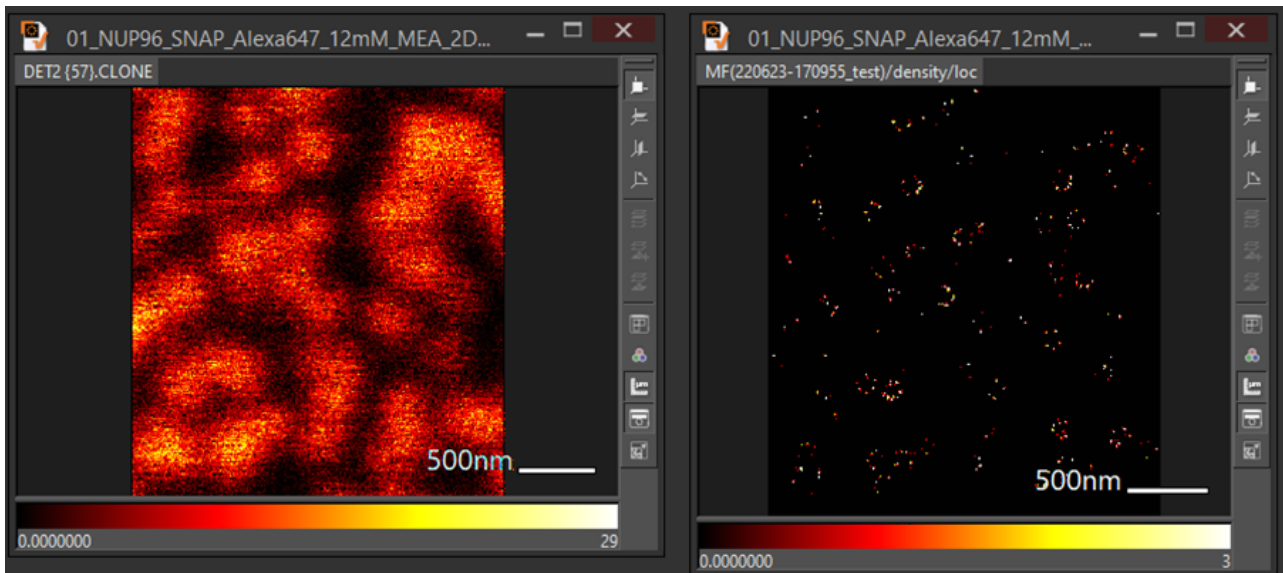 01_NUP96_SNAP_Alexa647_12mM_MEA_2D...
DET2 {57}.CLONE
500nm
0.0000000
29
01_NUP96_SNAP_Alexa647_12mM_...
MF(220623-170955_test)/density/loc
500nm
0.0000000
3